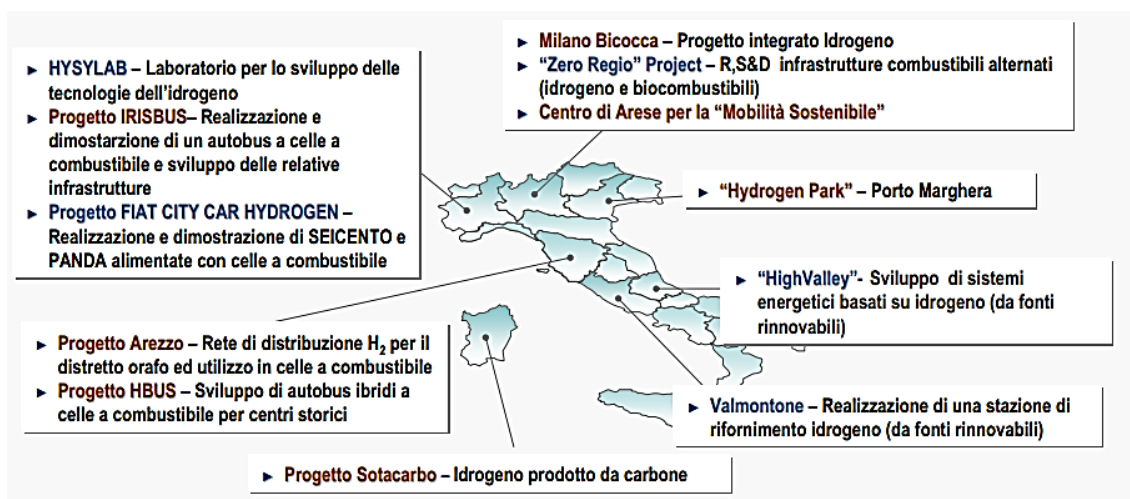 ► HYSYLAB – Laboratorio per lo sviluppo delle
tecnologie dell'idrogeno
► Progetto IRISBUS– Realizzazione e
dimostarzione di un autobus a celle a
combustibile e sviluppo delle relative
infrastrutture
► Progetto FIAT CITY CAR HYDROGEN –
Realizzazione e dimostrazione di SEICENTO e
PANDA alimentate con celle a combustibile
► Milano Bicocca – Progetto integrato Idrogeno
► "Zero Regio" Project – R,S&D infrastrutture combustibili alternati
(idrogeno e biocombustibili)
► Centro di Arese per la "Mobilità Sostenibile"
► "Hydrogen Park" – Porto Marghera
► "HighValley"- Sviluppo di sistemi
energetici basati su idrogeno (da fonti
rinnovabili)
► Progetto Arezzo – Rete di distribuzione H₂ per il
distretto orafo ed utilizzo in celle a combustibile
► Progetto HBUS – Sviluppo di autobus ibridi a
celle a combustibile per centri storici
► Valmontone – Realizzazione di una stazione di
rifornimento idrogeno (da fonti rinnovabili)
► Progetto Sotacarbo – Idrogeno prodotto da carbone